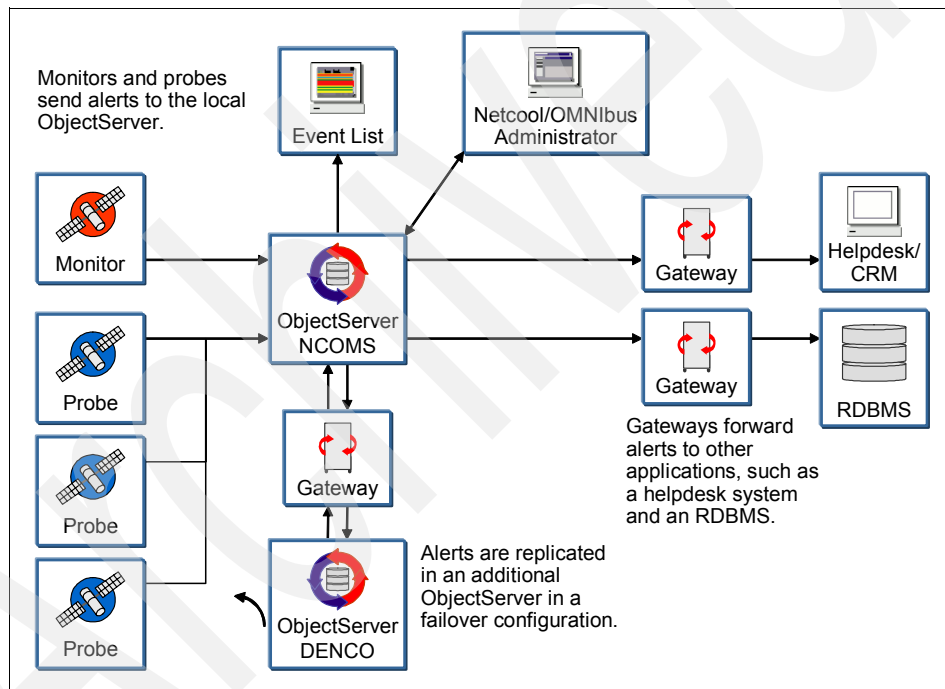 Monitors and probes
send alerts to the local
ObjectServer.
Event List
Netcool/OMNIbus
Administrator
Monitor
ObjectServer
NCOMS
Gateway
Helpdesk/
CRM
Probe
Gateway
RDBMS
Probe
Gateway
Gateways forward
alerts to other
applications, such as
a helpdesk system
and an RDBMS.
Probe
ObjectServer
DENCO
Alerts are replicated
in an additional
ObjectServer in a
failover configuration.